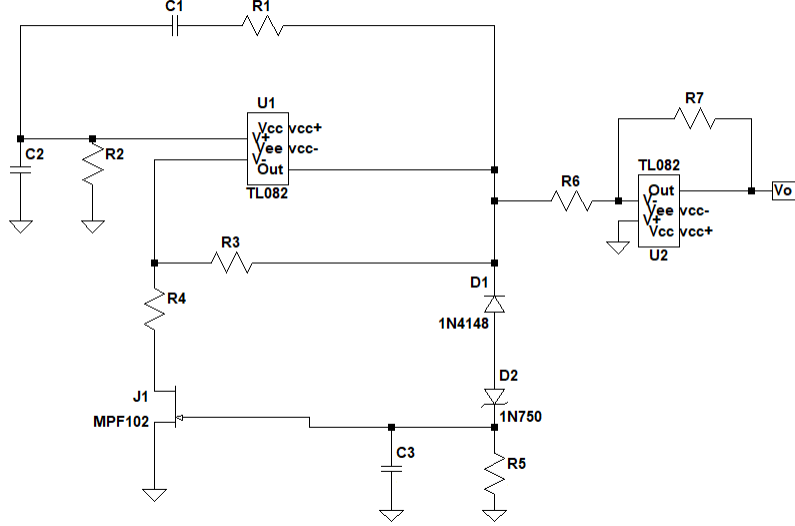 C1
R1
U1
Vcc
vcc+
V+
Vee
vcc-
V-
Out
TL082
C2
R2
R3
R4
J1
MPF102
D1
1N4148
D2
1N750
C3
R5
R6
R7
TL082
Out
V-
Vee
vcc-
V+
Vcc
vcc+
U2
Vo